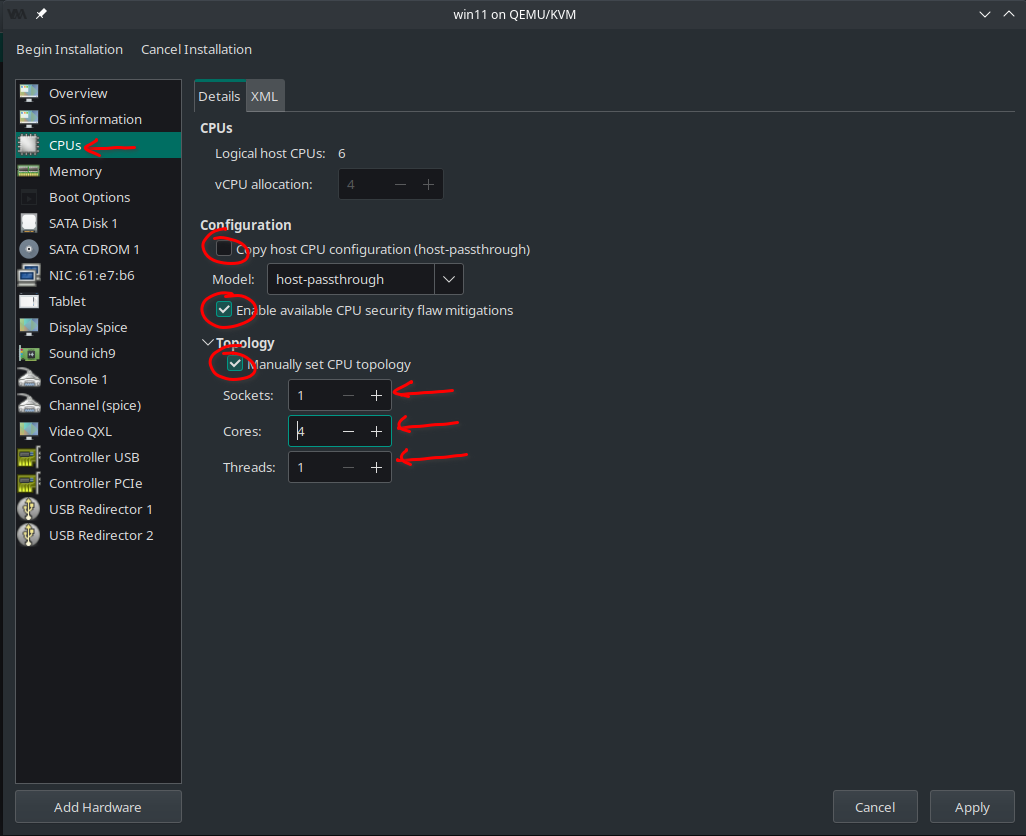 win11 on QEMU/KVM
Begin Installation Cancel Installation
Overview
OS information
CPUs
Memory
Boot Options
SATA Disk 1
SATA CDROM 1
NIC :61:e7:b6
Tablet
Display Spice
Sound ich9
Console 1
Channel (spice)
Video QXL
Controller USB
Controller PCIe
USB Redirector 1
USB Redirector 2
Add Hardware
Details XML
CPUs
Logical host CPUs: 6
vCPU allocation: 4
Configuration
Copy host CPU configuration (host-passthrough)
Model: host-passthrough
Enable available CPU security flaw mitigations
Topology
Manually set CPU topology
Sockets: 1
Cores: 4
Threads: 1
Cancel Apply